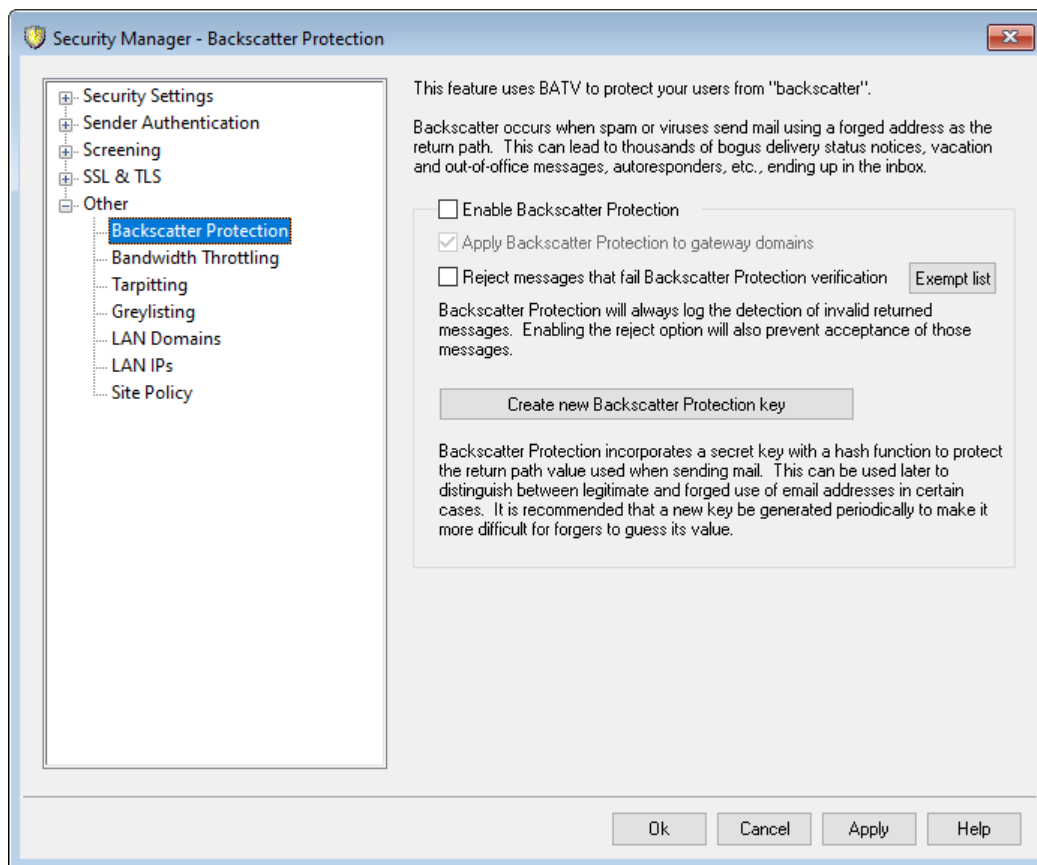 Security Manager - Backscatter Protection
Security Settings
Sender Authentication
Screening
SSL & TLS
Other
Backscatter Protection
Bandwidth Throttling
Tarpitting
Greylisting
LAN Domains
LAN IPs
Site Policy
This feature uses BATV to protect your users from "backscatter".
Backscatter occurs when spam or viruses send mail using a forged address as the
return path. This can lead to thousands of bogus delivery status notices, vacation
and out-of-office messages, autoresponders, etc., ending up in the inbox.
Enable Backscatter Protection
Apply Backscatter Protection to gateway domains
Reject messages that fail Backscatter Protection verification
Exempt list
Backscatter Protection will always log the detection of invalid returned
messages. Enabling the reject option will also prevent acceptance of those
messages.
Create new Backscatter Protection key
Backscatter Protection incorporates a secret key with a hash function to protect
the return path value used when sending mail. This can be used later to
distinguish between legitimate and forged use of email addresses in certain
cases. It is recommended that a new key be generated periodically to make it
more difficult for forgers to guess its value.
Ok
Cancel
Apply
Help